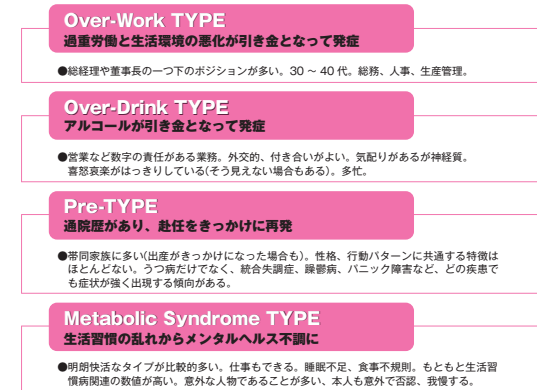 Over-Work TYPE
過重労働と生活環境の悪化が引き金となって発症
●総経理や董事長の一つ下のポジションが多い。30 ～ 40 代。総務、人事、生産管理。
Over-Drink TYPE
アルコールが引き金となって発症
●営業など数字の責任がある業務。外交的、付き合いがよい。気配りがあるが神経質。
喜怒哀楽がはっきりしている(そう見えない場合もある)。多忙。
Pre-TYPE
通院歴があり、赴任をきっかけに再発
●帯同家族に多い(出産がきっかけになった場合も)。性格、行動パターンに共通する特徴は
ほとんどない。うつ病だけでなく、統合失調症、躁鬱病、パニック障害など、どの疾患で
も症状が強く出現する傾向がある。
Metabolic Syndrome TYPE
生活習慣の乱れからメンタルヘルス不調に
●明朗快活なタイプが比較的多い。仕事もできる。睡眠不足、食事不規則。もともと生活習
慣病関連の数値が高い。意外な人物であることが多い、本人も意外で否認、我慢する。